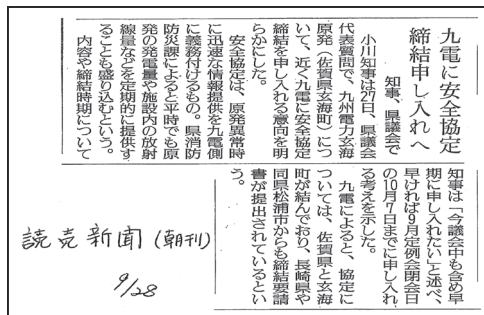 九電に安全協定
締結申し入れへ
知事、県議会で
小川知事は27日、県議会
代表質問で、九州電力玄海
原発（佐賀県玄海町）につ
いて、近く九電に安全協定
締結を申し入れる意向を明
らかにした。
安全協定は、原発異常時
に迅速な情報提供を九電側
に義務付けるもの。県消防
防災課によると平時でも原
発の発電量や施設内の放射
線量などを定期的に提供す
ることも盛り込むという。
内容や締結時期について
知事は「今議会中も含め早
期に申し入れたい」と述べ、
早ければ9月定例会閉会日
の10月7日までに申し入れ
る考えを示した。
九電によると、協定に
ついては、佐賀県と玄海
町が結んでおり、長崎県や
同県松浦市からも締結要請
書が提出されているとい
う。
読売新聞（朝刊）
9/28